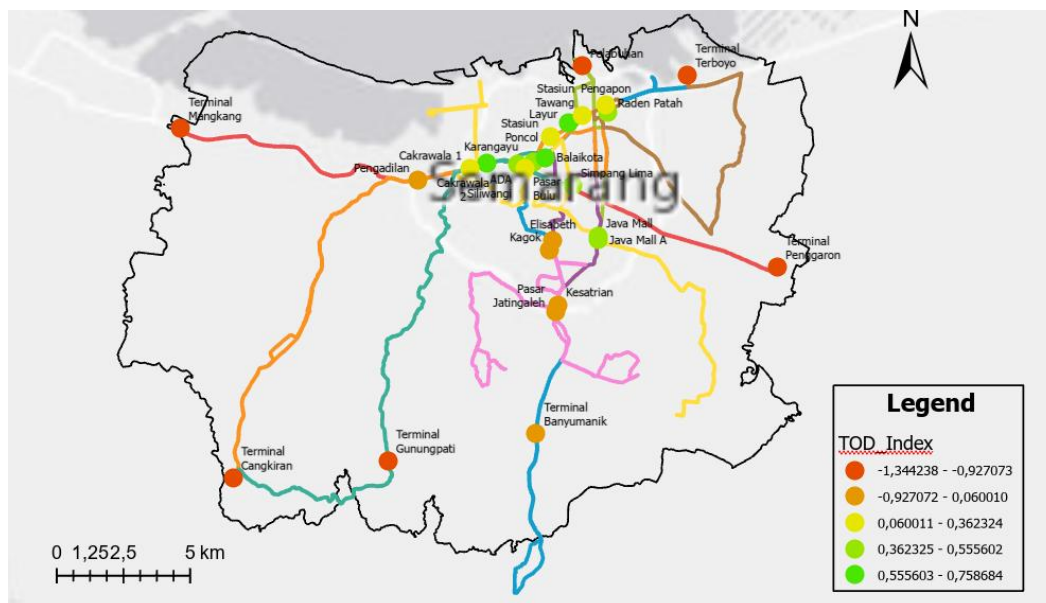 N
Pelabuhan
Terminal
Terboyo
Stasiun
Tawang
Pengapon
Layur
Raden Patah
Terminal
Mangkang
Stasiun
Poncol
Karangayu
Cakrawala 1
Balaikota
Pengadilan
Semarang
Simpang Lima
ADA
Cakrawala
2
Siliwangi
Pasar
Bulu
Elisabeth
Java Mall
Kagok
Java Mall A
Terminal
Penggaron
Pasar
Jatingaleh
Kesatrian
Terminal
Banyumanik
Terminal
Gunungpati
Terminal
Cangkiran
0 1,252,5 5 km
Legend
TOD_Index
-1,344238 - -0,927073
-0,927072 - 0,060010
0,060011 - 0,362324
0,362325 - 0,555602
0,555603 - 0,758684